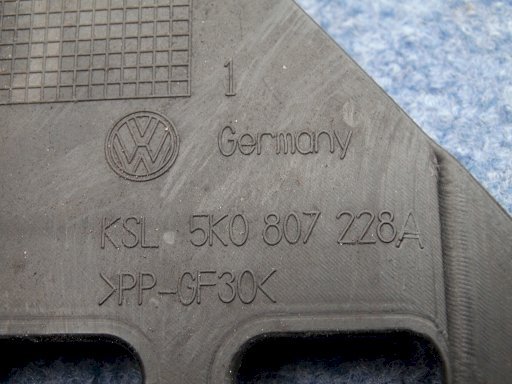 1
VW Germany
KSL 5K0 807 228A
>PP-GF30<